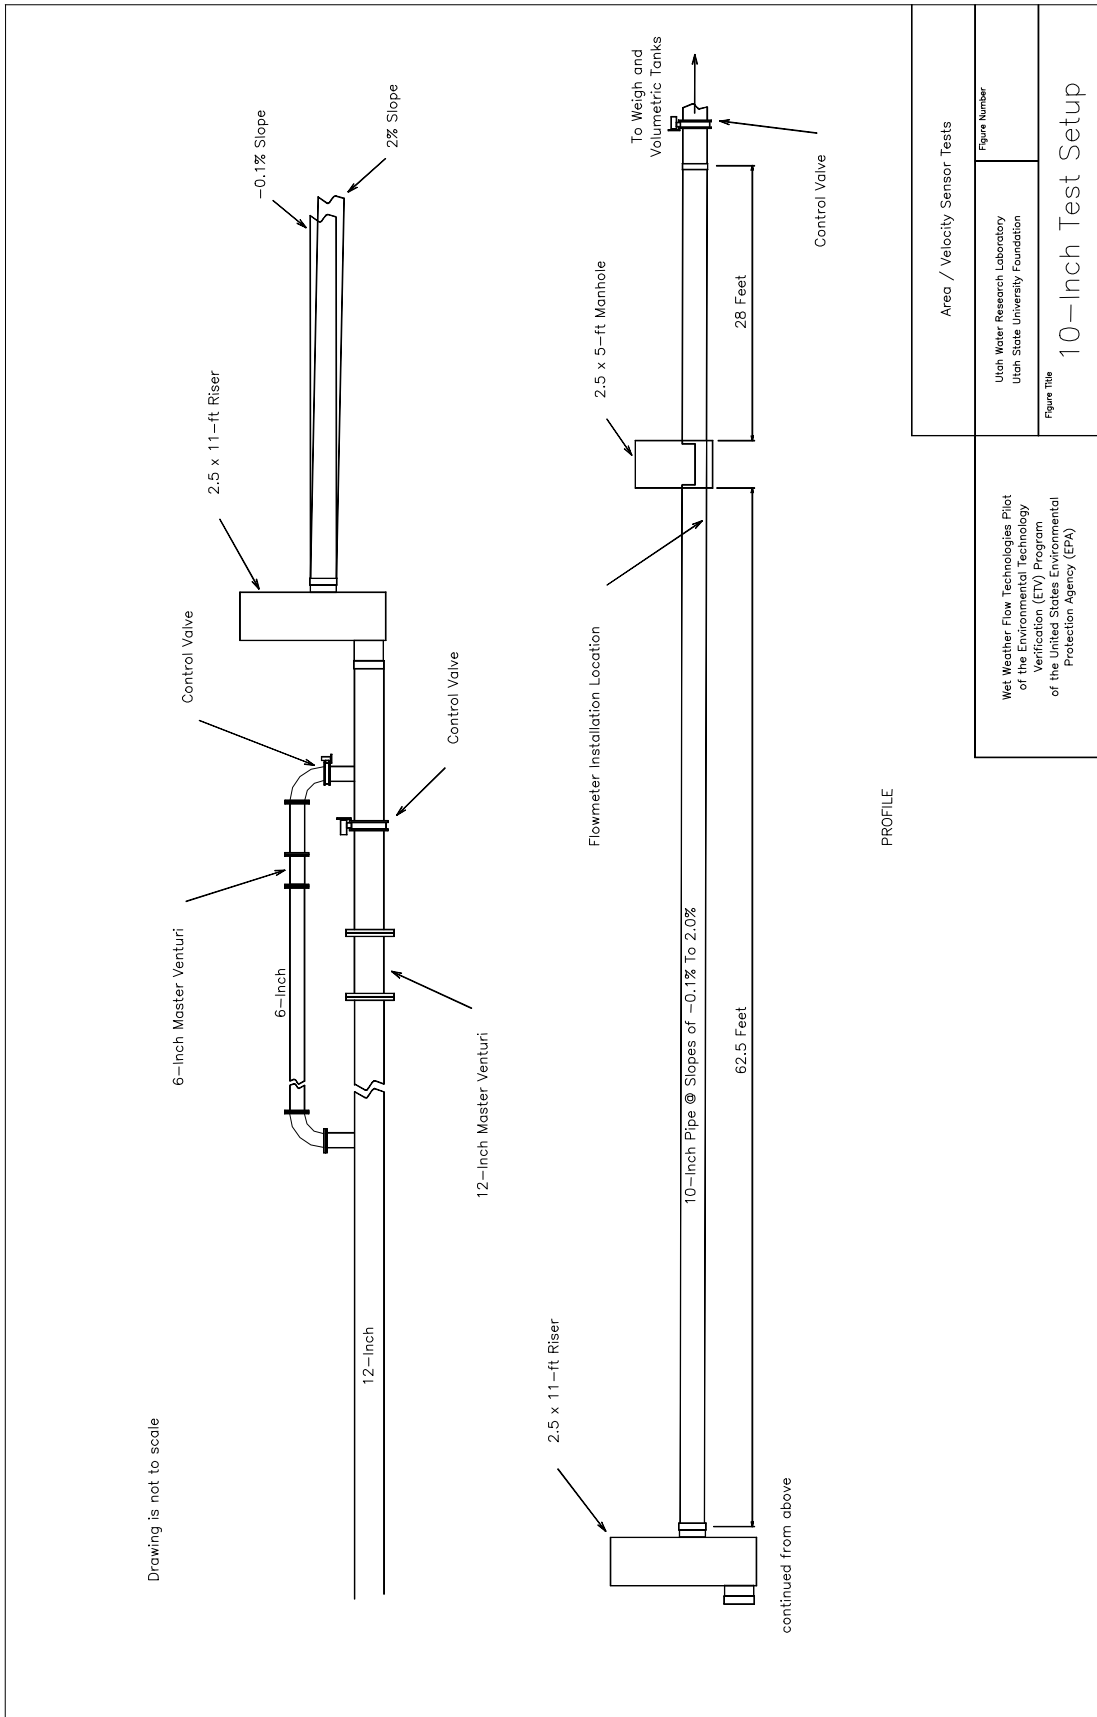 Drawing is not to scale
6-Inch Master Venturi
Control Valve
2.5 x 11-ft Riser
-0.1% Slope
2% Slope
6-Inch
12-Inch
12-Inch Master Venturi
Control Valve
2.5 x 11-ft Riser
Flowmeter Installation Location
2.5 x 5-ft Manhole
To Weigh and
Volumetric Tanks
10-Inch Pipe @ Slopes of -0.1% To 2.0%
62.5 Feet
28 Feet
Control Valve
continued from above
PROFILE
Area / Velocity Sensor Tests
Wet Weather Flow Technologies Pilot
of the Environmental Technology
Verification (ETV) Program
of the United States Environmental
Protection Agency (EPA)
Utah Water Research Laboratory
Utah State University Foundation
Figure Number
Figure Title
10-Inch Test Setup